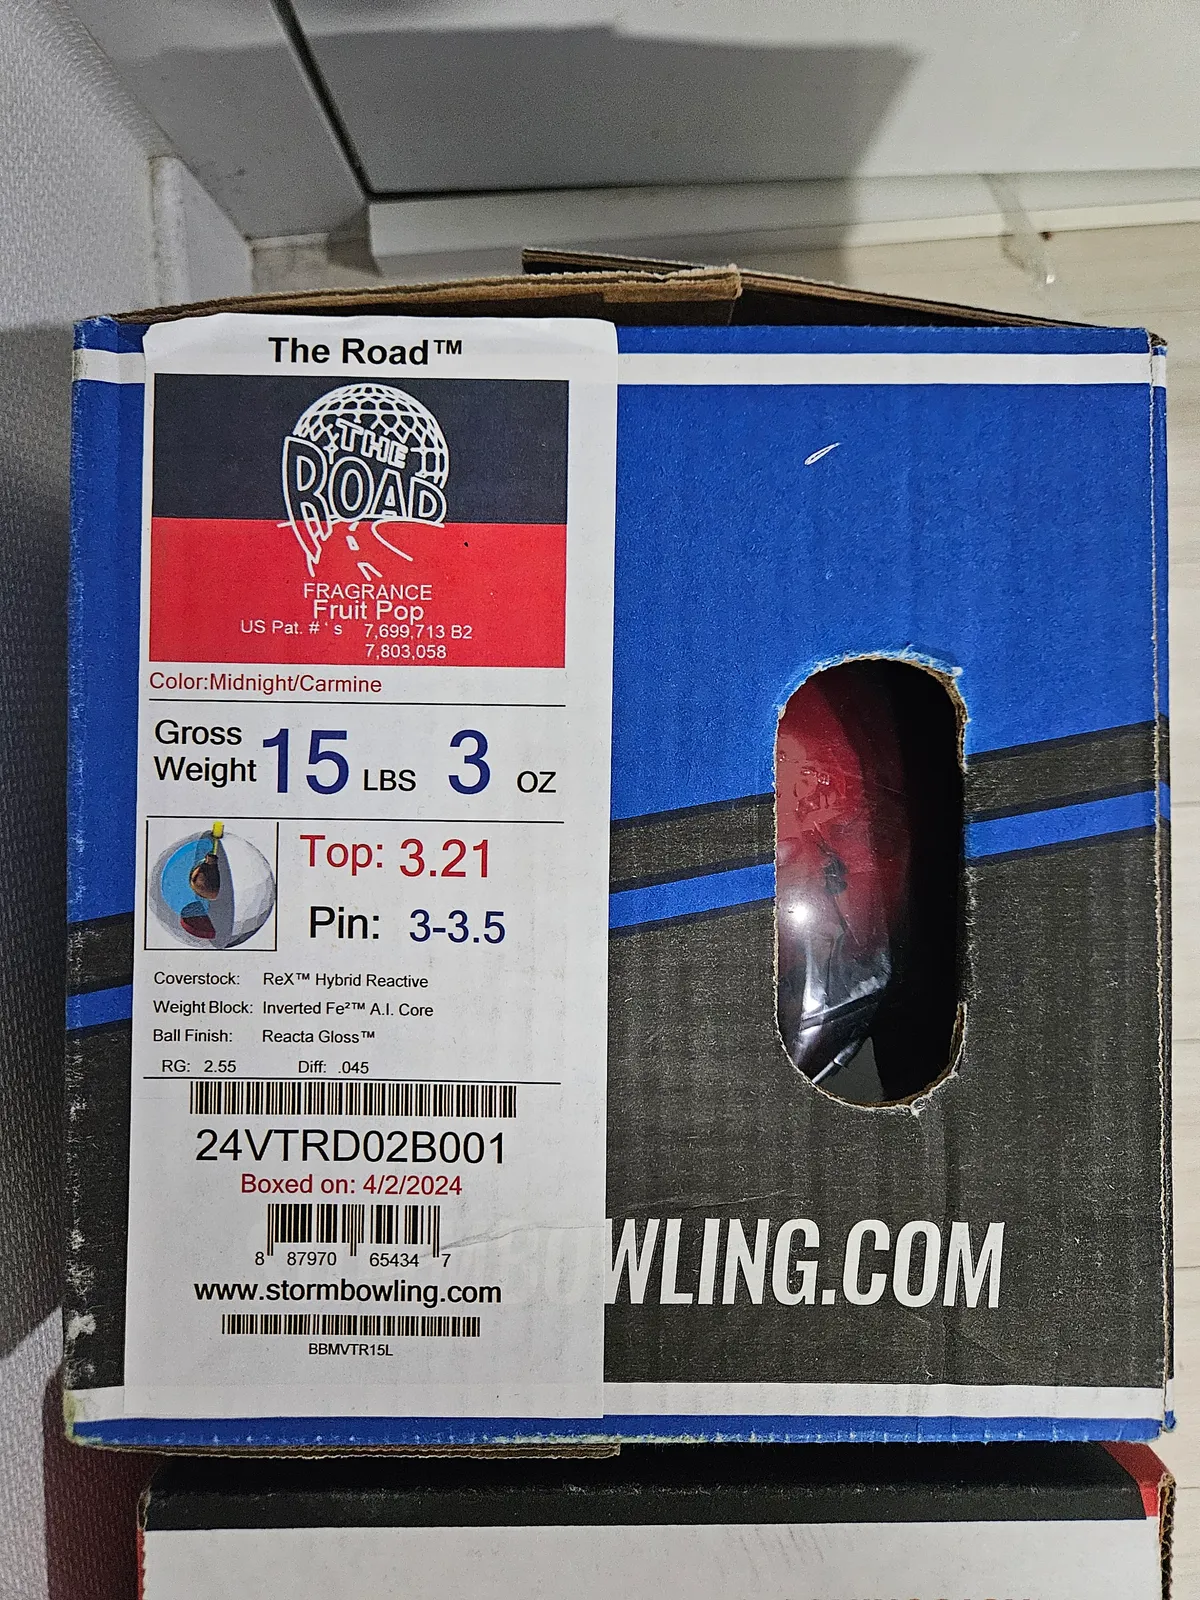 The Road™
THE
ROAD
FRAGRANCE
Fruit Pop
US Pat. # ' s 7,699,713 B2
7,803,058
Color:Midnight/Carmine
Gross
Weight 15 LBS 3 OZ
Top: 3.21
Pin: 3-3.5
Coverstock: ReX™ Hybrid Reactive
Weight Block: Inverted Fe²™ A.I. Core
Ball Finish: Reacta Gloss™
RG: 2.55 Diff: .045
24VTRD02B001
Boxed on: 4/2/2024
8 87970 65434 7
www.stormbowling.com
BBMVTR15L
WLING.COM